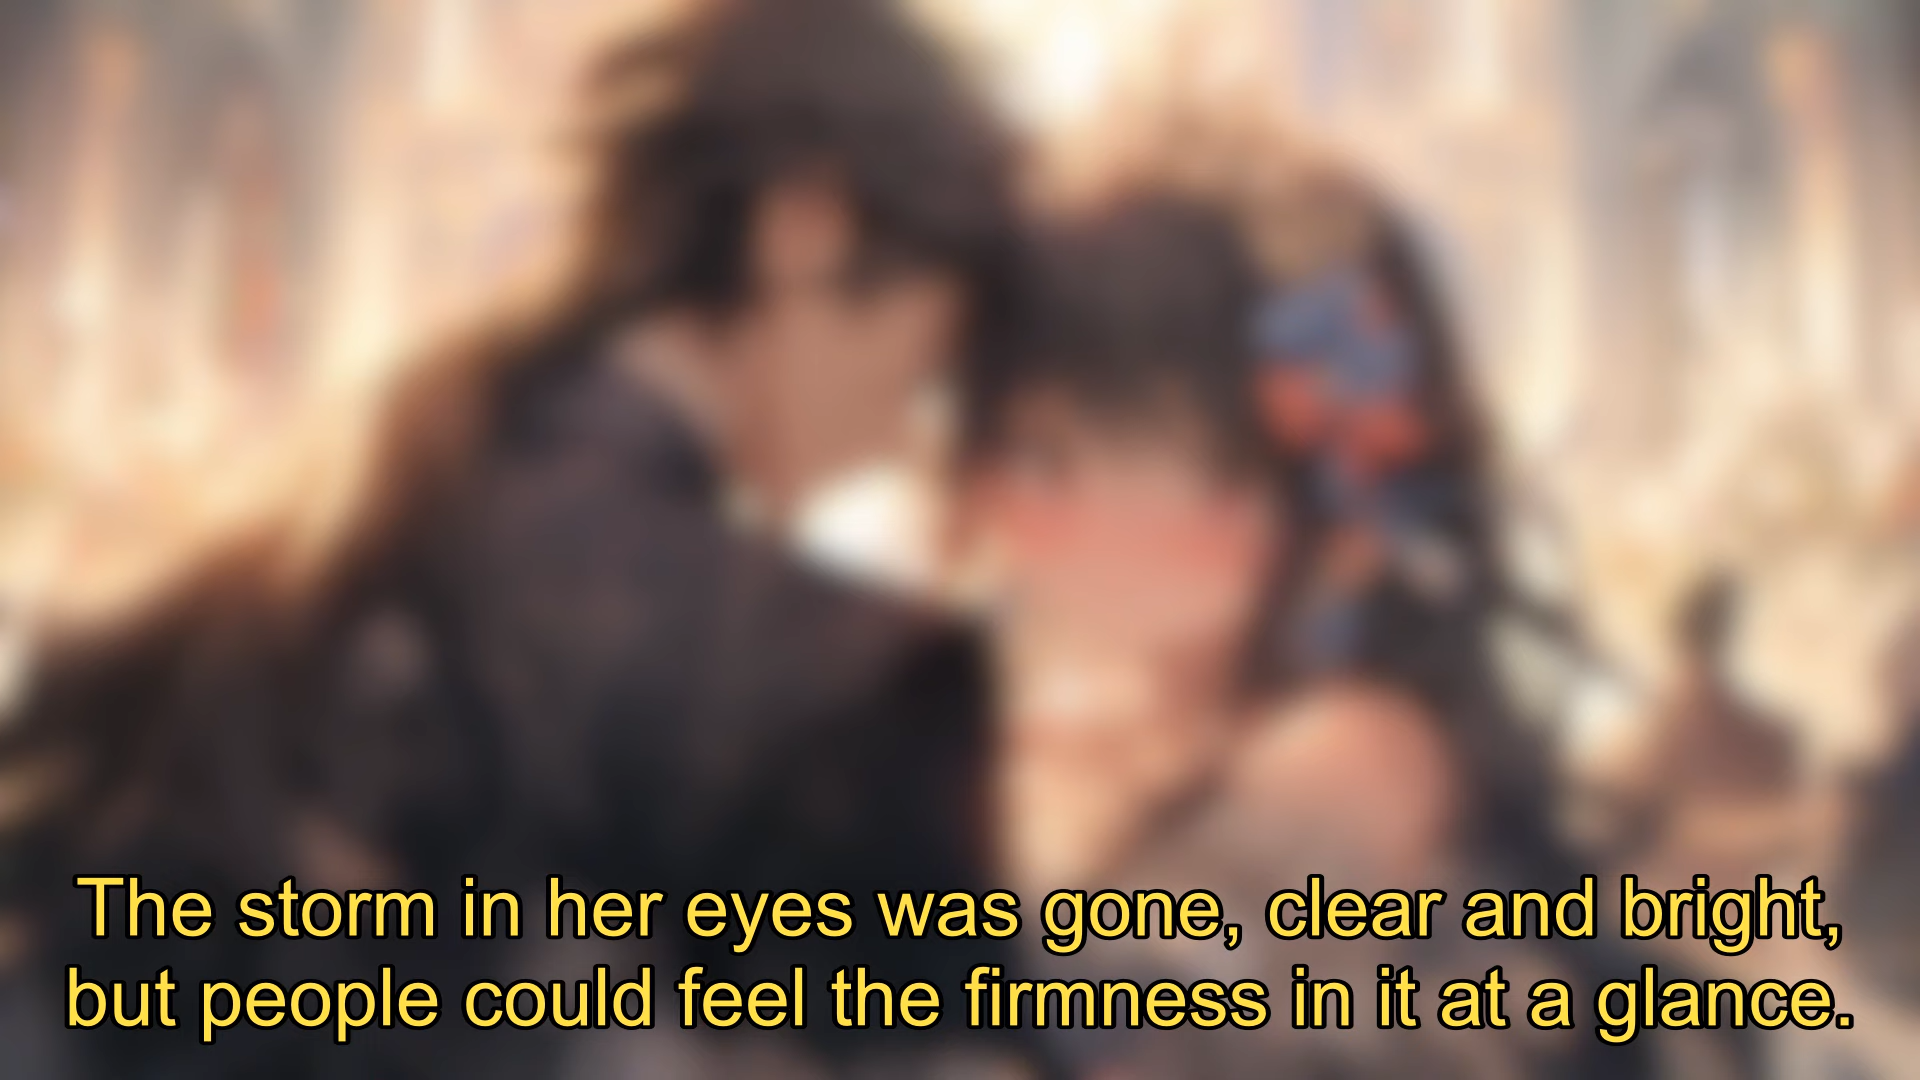 The storm in her eyes was gone, clear and bright,
but people could feel the firmness in it at a glance.